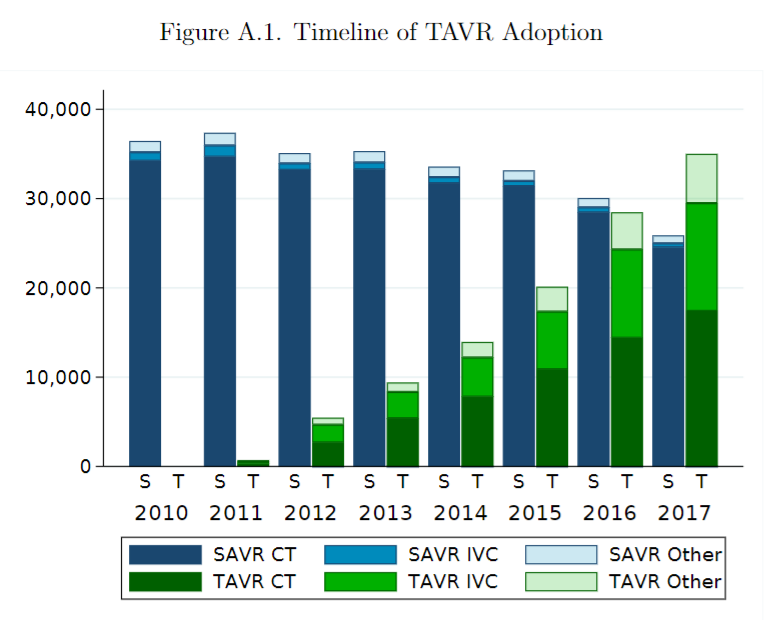 Figure A.1. Timeline of TAVR Adoption
40,000
30,000
20,000
10,000
0
S T S T S T S T S T S T S T S T
2010 2011 2012 2013 2014 2015 2016 2017
SAVR CT SAVR IVC SAVR Other
TAVR CT TAVR IVC TAVR Other